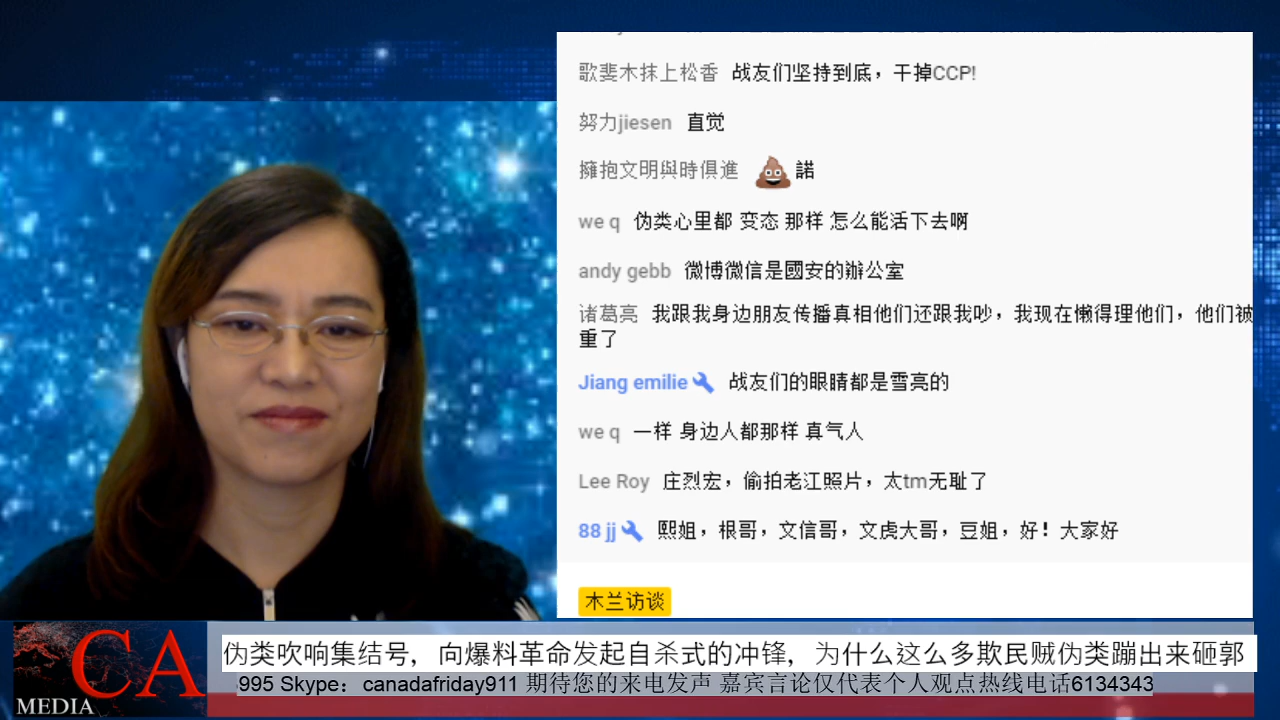 歌斐木抹上松香 战友们坚持到底，干掉CCP!
努力jiesen 直觉
擁抱文明與時俱進 💩 諾
we q 伪类心里都 变态 那样 怎么能活下去啊
andy gebb 微博微信是國安的辦公室
诸葛亮 我跟我身边朋友传播真相他们还跟我吵，我现在懒得理他们，他们被
重了
Jiang emilie 战友们的眼睛都是雪亮的
we q 一样 身边人都那样 真气人
Lee Roy 庄烈宏，偷拍老江照片，太tm无耻了
88 jj 熙姐，根哥，文信哥，文虎大哥，豆姐，好！大家好
木兰访谈
CA
MEDIA
伪类吹响集结号，向爆料革命发起自杀式的冲锋，为什么这么多欺民贼伪类蹦出来砸郭
995 Skype：canadafriday911 期待您的来电发声 嘉宾言论仅代表个人观点热线电话6134343